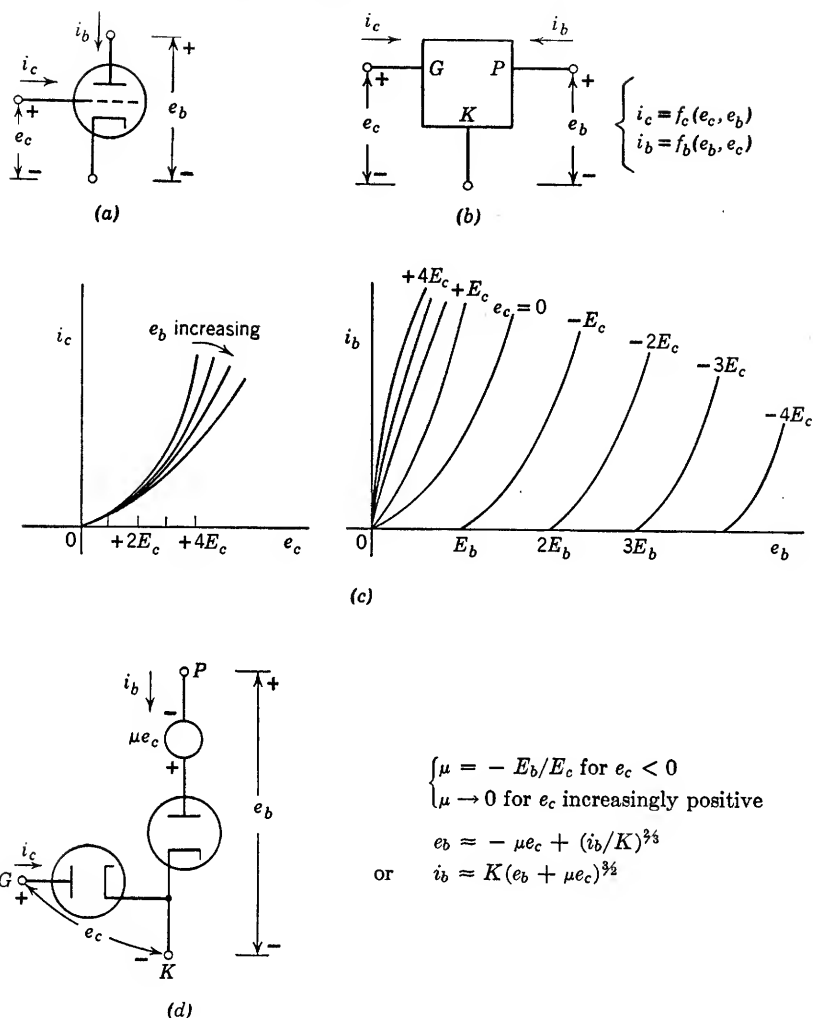 i_b
+
i_c
+
e_c
e_b
-
-
(a)
i_c
i_b
G
P
+
+
K
e_c
e_b
-
-
(b)
i_c = f_c(e_c, e_b)
i_b = f_b(e_b, e_c)
i_c
e_b increasing
0
+2E_c
+4E_c
e_c
i_b
+4E_c
+E_c
e_c = 0
-E_c
-2E_c
-3E_c
-4E_c
0
E_b
2E_b
3E_b
e_b
(c)
P
i_b
+
-
μe_c
+
e_b
i_c
G
+
e_c
-
K
-
(d)
μ = - E_b/E_c for e_c < 0
μ → 0 for e_c increasingly positive
e_b ≈ - μe_c + (i_b/K)^⅔
or i_b ≈ K(e_b + μe_c)^3/2